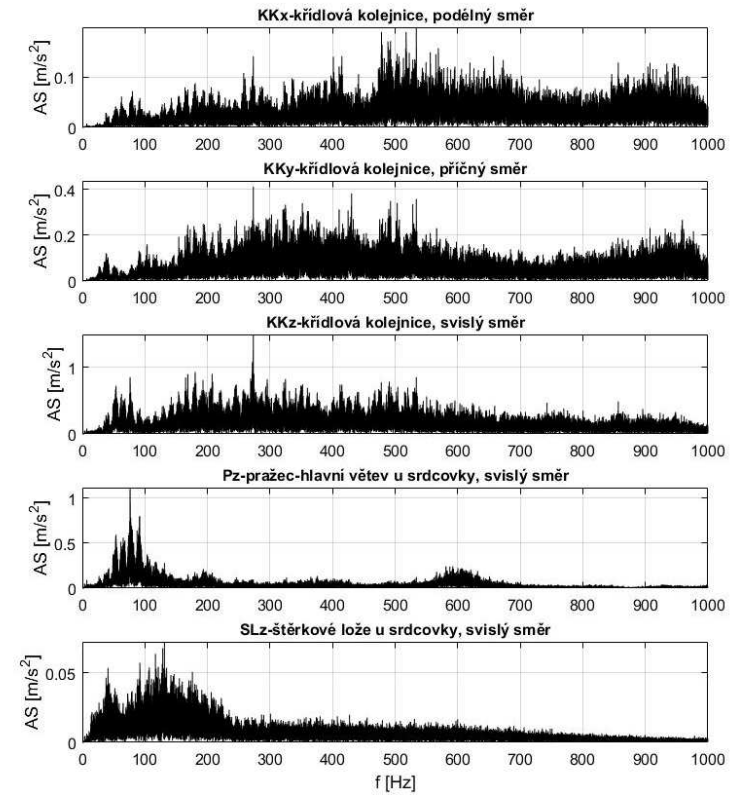 KKx-křídlová kolejnice, podélný směr
AS [m/s²]
0.1
0
0 100 200 300 400 500 600 700 800 900 1000
KKy-křídlová kolejnice, příčný směr
AS [m/s²]
0.4
0.2
0
0 100 200 300 400 500 600 700 800 900 1000
KKz-křídlová kolejnice, svislý směr
AS [m/s²]
1
0
0 100 200 300 400 500 600 700 800 900 1000
Pz-pražec-hlavní větev u srdcovky, svislý směr
AS [m/s²]
1
0.5
0
0 100 200 300 400 500 600 700 800 900 1000
SLz-štěrkové lože u srdcovky, svislý směr
AS [m/s²]
0.05
0
0 100 200 300 400 500 600 700 800 900 1000
f [Hz]